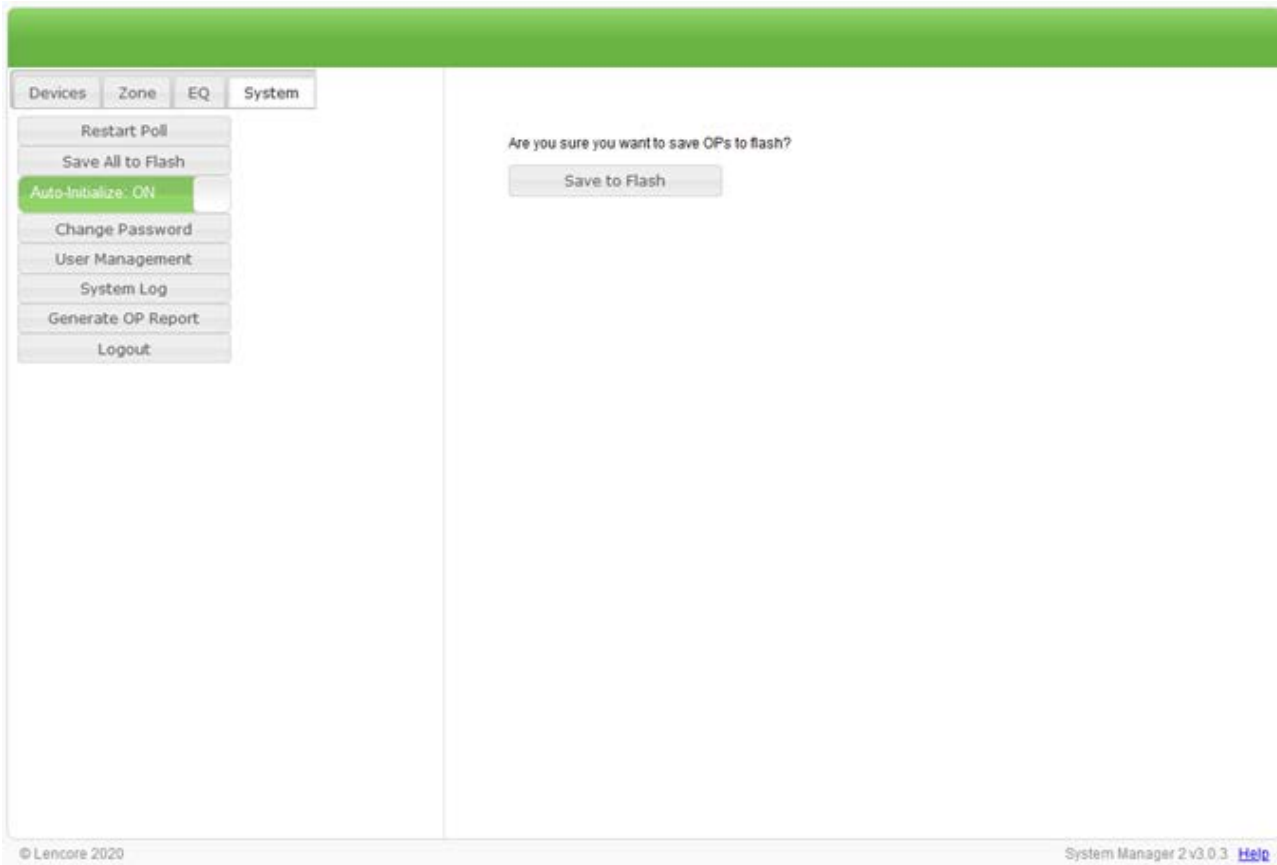 Devices Zone EQ System
Restart Poll
Save All to Flash
Auto-Initialize: ON
Change Password
User Management
System Log
Generate OP Report
Logout
Are you sure you want to save OPs to flash?
Save to Flash
© Lencore 2020
System Manager 2 v3.0.3 Help